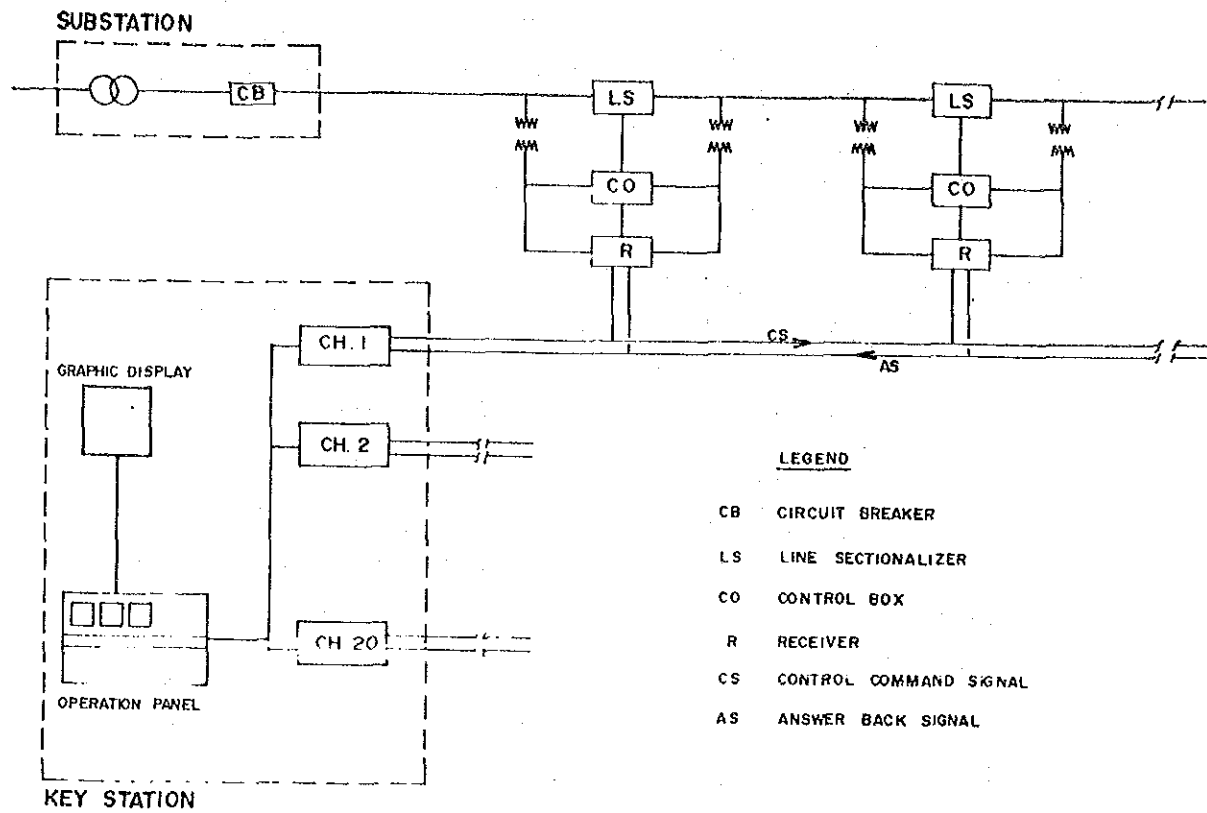 SUBSTATION
CB
LS
LS
CO
CO
R
R
CH. 1
CS
AS
GRAPHIC DISPLAY
CH. 2
CH 20
OPERATION PANEL
KEY STATION
LEGEND
CB CIRCUIT BREAKER
LS LINE SECTIONALIZER
CO CONTROL BOX
R RECEIVER
CS CONTROL COMMAND SIGNAL
AS ANSWER BACK SIGNAL